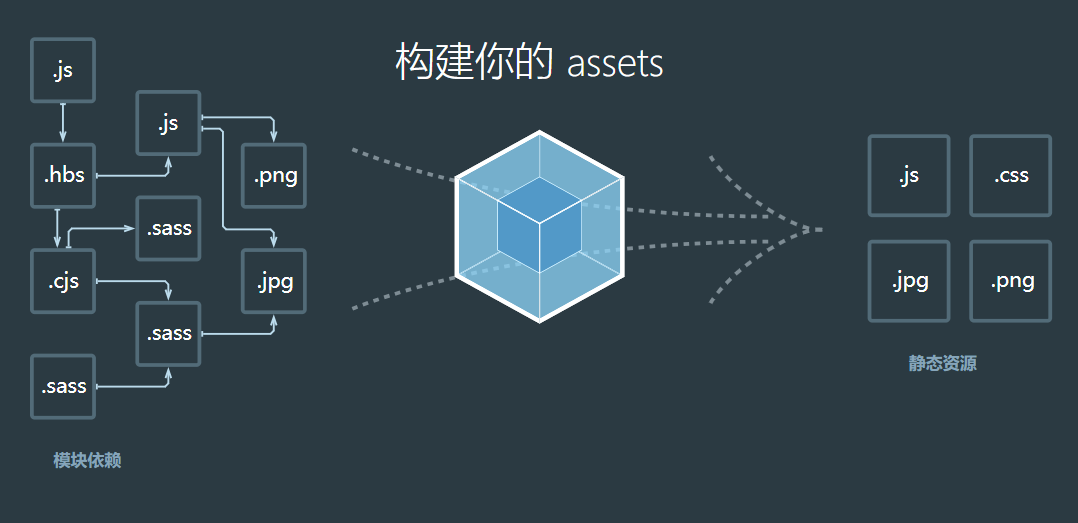 构建你的 assets
.js
.js
.hbs
.png
.sass
.cjs
.jpg
.sass
.sass
模块依赖
.js
.css
.jpg
.png
静态资源